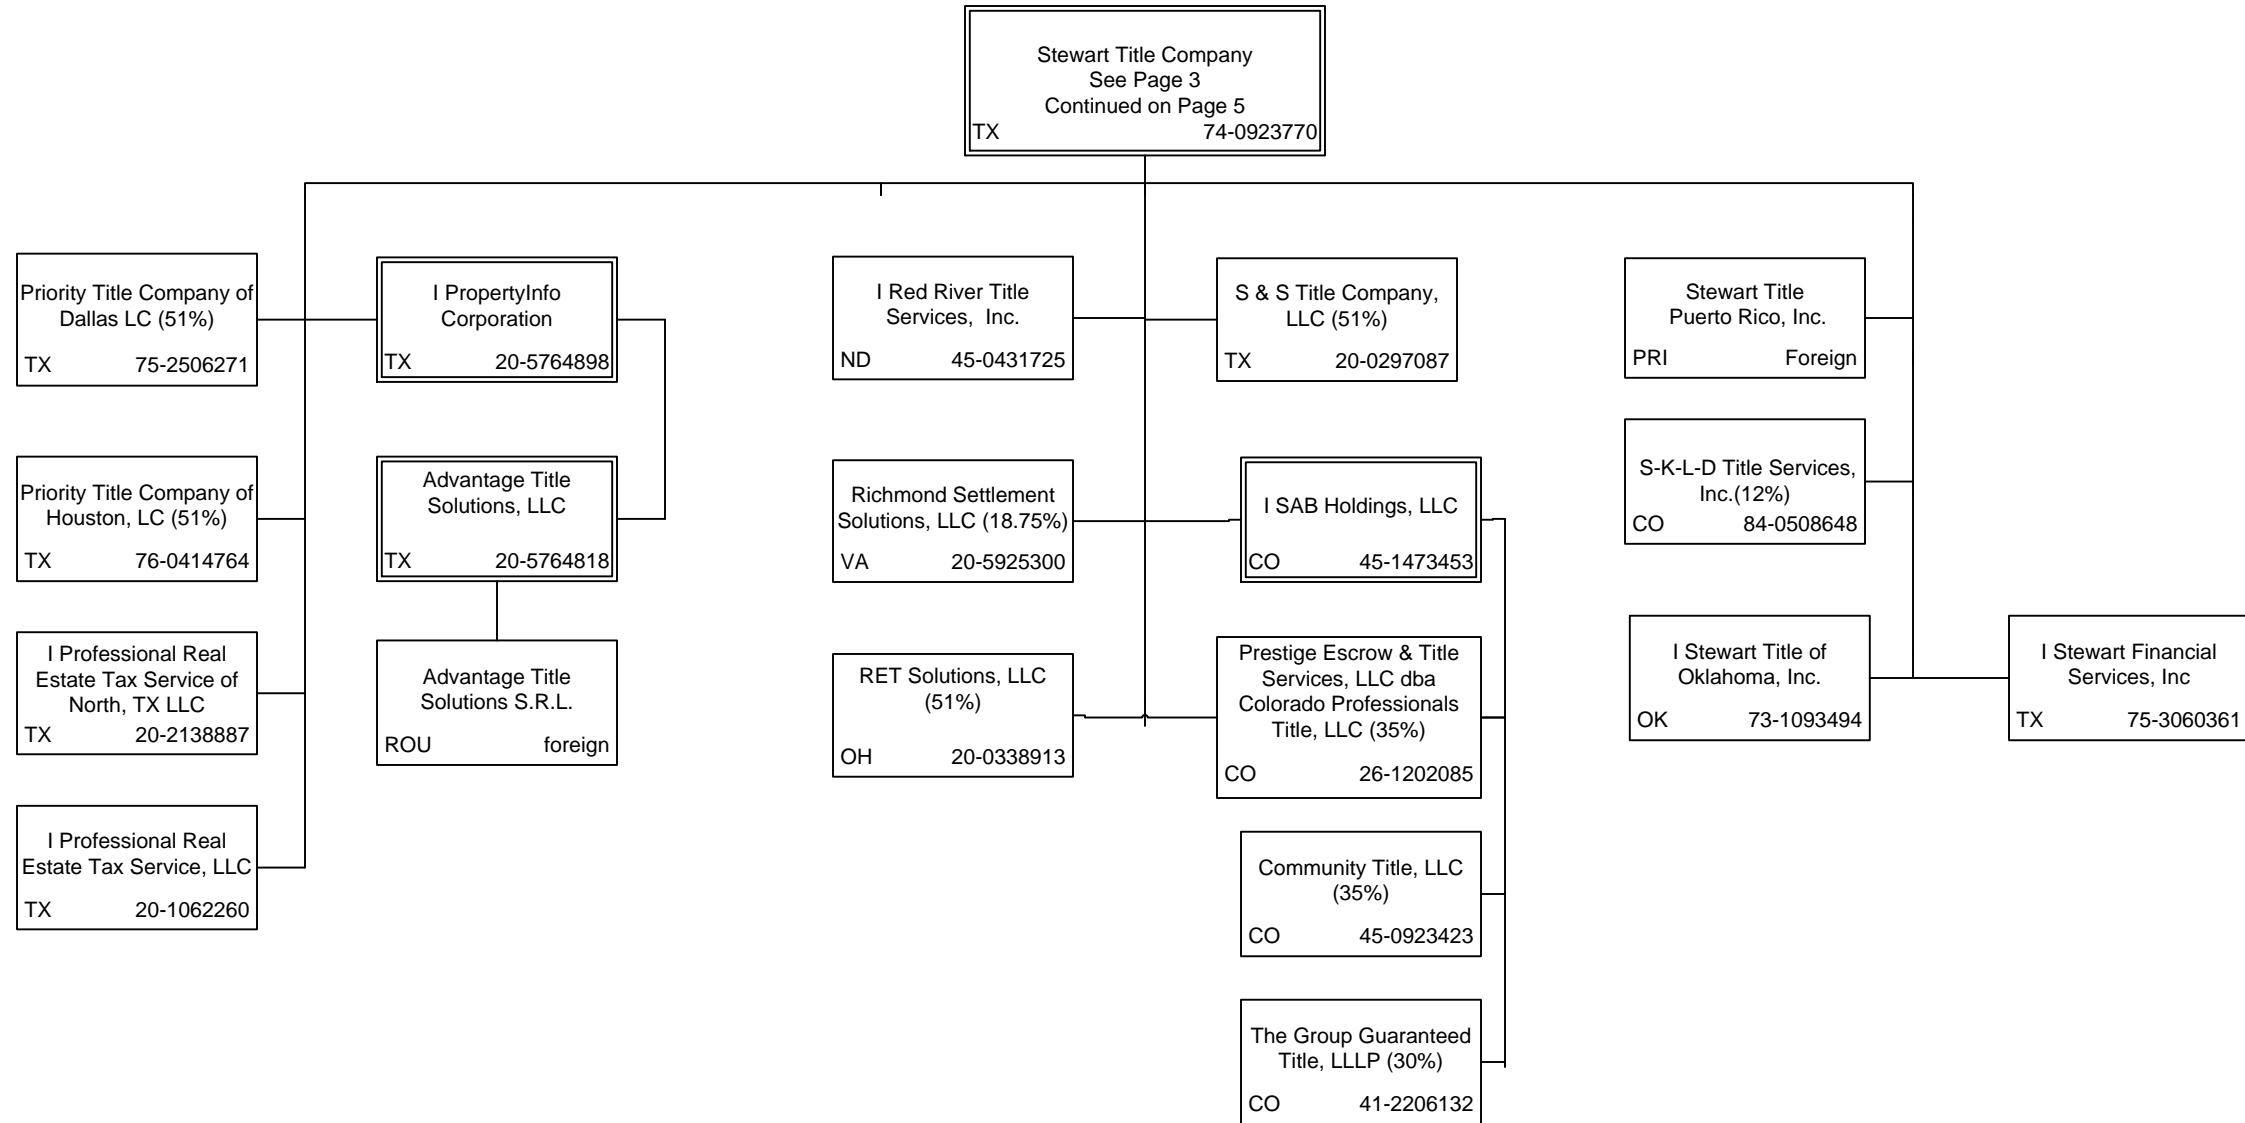 Stewart Title Company
See Page 3
Continued on Page 5
TX 74-0923770
Priority Title Company of
Dallas LC (51%)
TX 75-2506271
I PropertyInfo
Corporation
TX 20-5764898
I Red River Title
Services, Inc.
ND 45-0431725
S & S Title Company,
LLC (51%)
TX 20-0297087
Stewart Title
Puerto Rico, Inc.
PRI Foreign
Priority Title Company of
Houston, LC (51%)
TX 76-0414764
Advantage Title
Solutions, LLC
TX 20-5764818
Richmond Settlement
Solutions, LLC (18.75%)
VA 20-5925300
I SAB Holdings, LLC
CO 45-1473453
S-K-L-D Title Services,
Inc.(12%)
CO 84-0508648
I Professional Real
Estate Tax Service of
North, TX LLC
TX 20-2138887
Advantage Title
Solutions S.R.L.
ROU foreign
RET Solutions, LLC
(51%)
OH 20-0338913
Prestige Escrow & Title
Services, LLC dba
Colorado Professionals
Title, LLC (35%)
CO 26-1202085
I Stewart Title of
Oklahoma, Inc.
OK 73-1093494
I Stewart Financial
Services, Inc
TX 75-3060361
I Professional Real
Estate Tax Service, LLC
TX 20-1062260
Community Title, LLC
(35%)
CO 45-0923423
The Group Guaranteed
Title, LLLP (30%)
CO 41-2206132